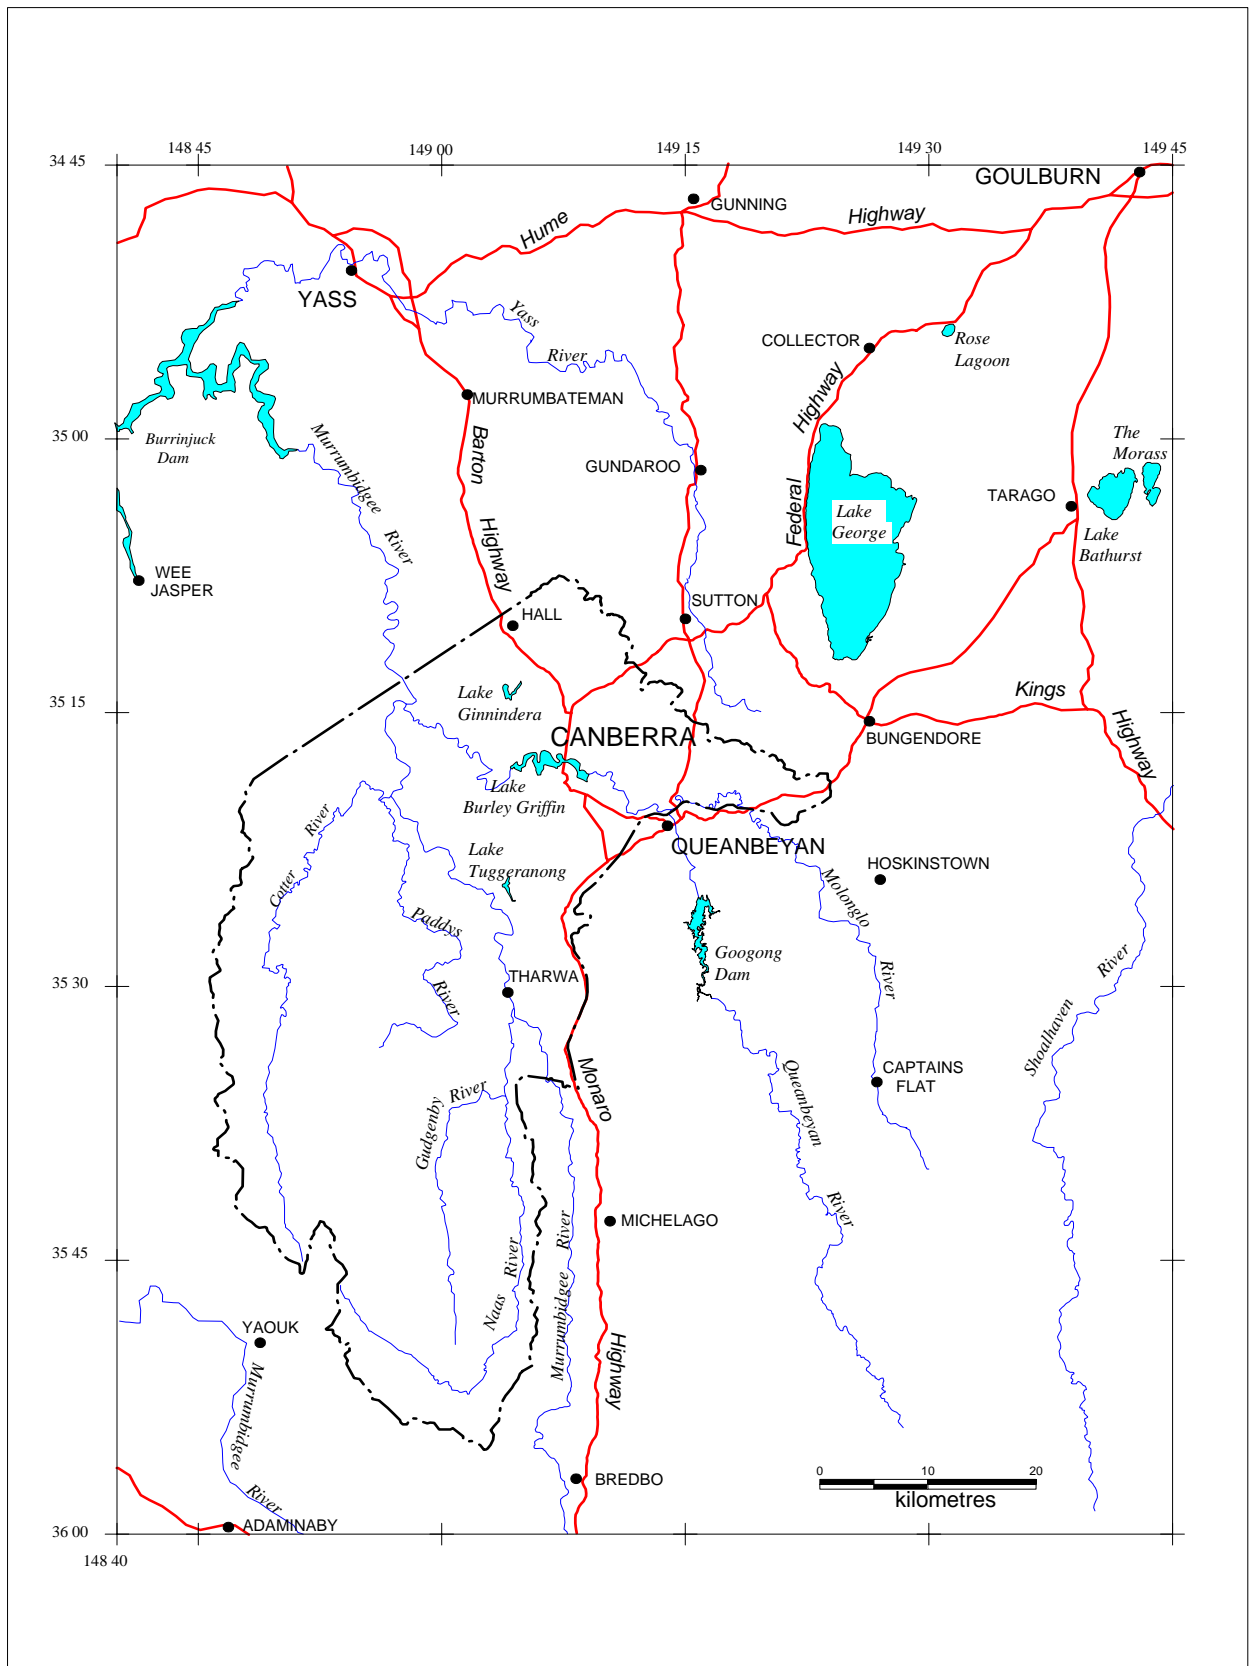 148 45
149 00
149 15
149 30
149 45
34 45
GOULBURN
GUNNING
Hume
Highway
YASS
Yass
River
COLLECTOR
Rose
Lagoon
Highway
MURRUMBATEMAN
Burrinjuck
Dam
Murrumbidgee
River
Barton
Highway
35 00
GUNDAROO
The
Morass
TARAGO
Lake
George
Federal
Lake
Bathurst
WEE
JASPER
HALL
SUTTON
Lake
Ginnindera
35 15
CANBERRA
Kings
Highway
BUNGENDORE
Lake
Burley Griffin
River
Cotter
Lake
Tuggeranong
QUEANBEYAN
HOSKINSTOWN
Molonglo
River
Paddys
River
Googong
Dam
River
Shoalhaven
35 30
THARWA
Monaro
CAPTAINS
FLAT
Queanbeyan
River
River
Gudgenby
MICHELAGO
River
Murrumbidgee
River
Naas
35 45
YAOUK
Murrumbidgee
River
Highway
BREDBO
0
10
20
kilometres
ADAMINABY
36 00
148 40